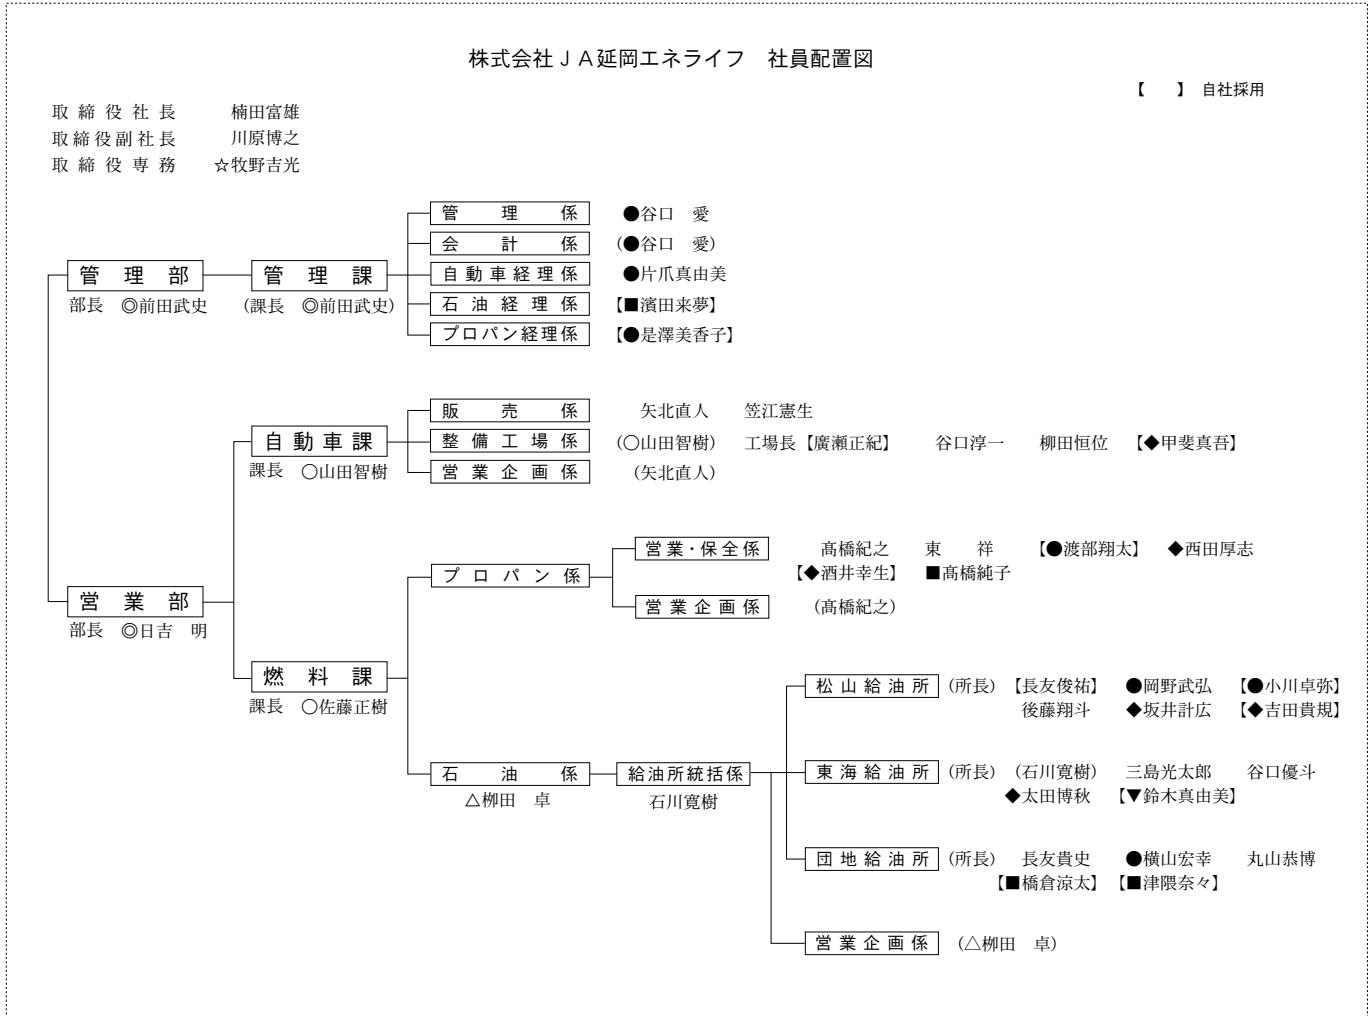 株式会社ＪＡ延岡エネライフ　社員配置図
【　　】 自社採用
取締役社長　楠田富雄
取締役副社長　川原博之
取締役専務　☆牧野吉光
管理部
部長　◎前田武史
管理課
(課長　◎前田武史)
管理係　●谷口　愛
会計係　(●谷口　愛)
自動車経理係　●片爪真由美
石油経理係　【■濱田来夢】
プロパン経理係　【●是澤美香子】
営業部
部長　◎日吉　明
自動車課
課長　○山田智樹
販売係　矢北直人　笠江憲生
整備工場係　(○山田智樹)　工場長【廣瀬正紀】　谷口淳一　柳田恒位　【◆甲斐真吾】
営業企画係　(矢北直人)
燃料課
課長　○佐藤正樹
プロパン係
営業・保全係　髙橋紀之　東　祥　【●渡部翔太】　◆西田厚志
【◆酒井幸生】　■髙橋純子
営業企画係　(髙橋紀之)
石油係
△柳田　卓
給油所統括係
石川寛樹
松山給油所　(所長)　【長友俊祐】　●岡野武弘　【●小川卓弥】
後藤翔斗　◆坂井計広　【◆吉田貴規】
東海給油所　(所長)　(石川寛樹)　三島光太郎　谷口優斗
◆太田博秋　【▼鈴木真由美】
団地給油所　(所長)　長友貴史　●横山宏幸　丸山恭博
【■橋倉涼太】　【■津隈奈々】
営業企画係　(△柳田　卓)